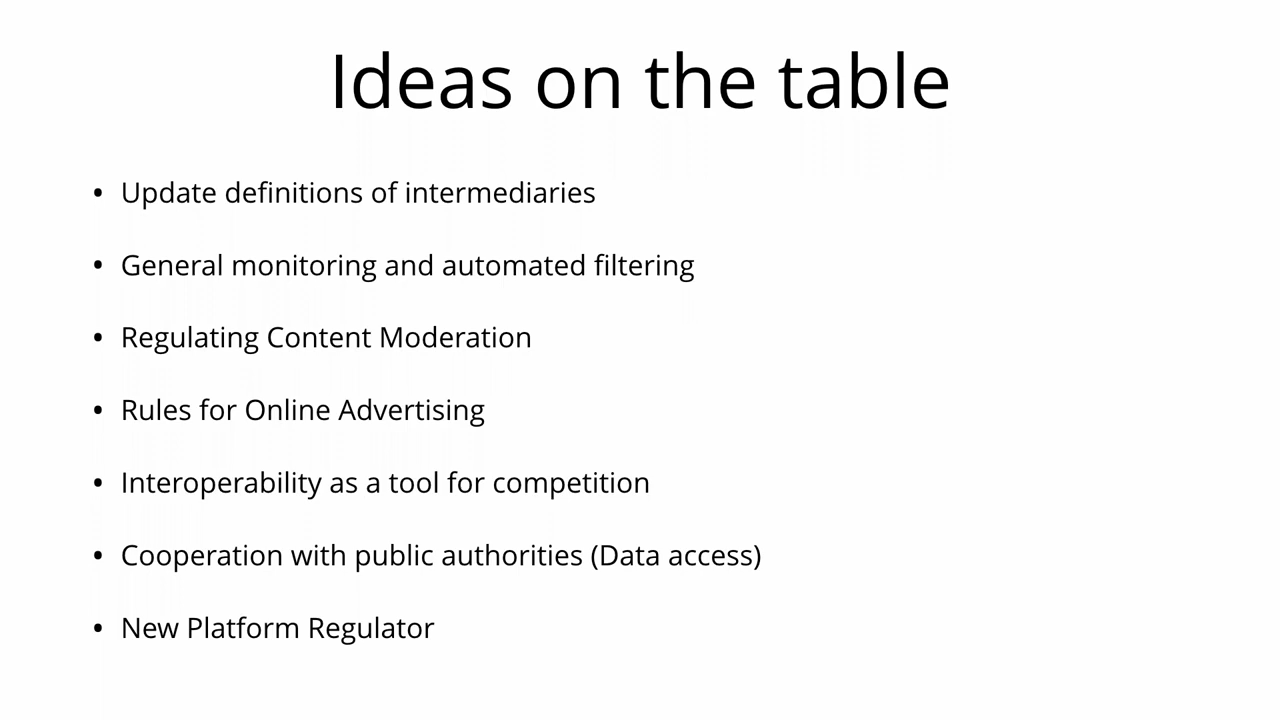 Ideas on the table
• Update definitions of intermediaries
• General monitoring and automated filtering
• Regulating Content Moderation
• Rules for Online Advertising
• Interoperability as a tool for competition
• Cooperation with public authorities (Data access)
• New Platform Regulator